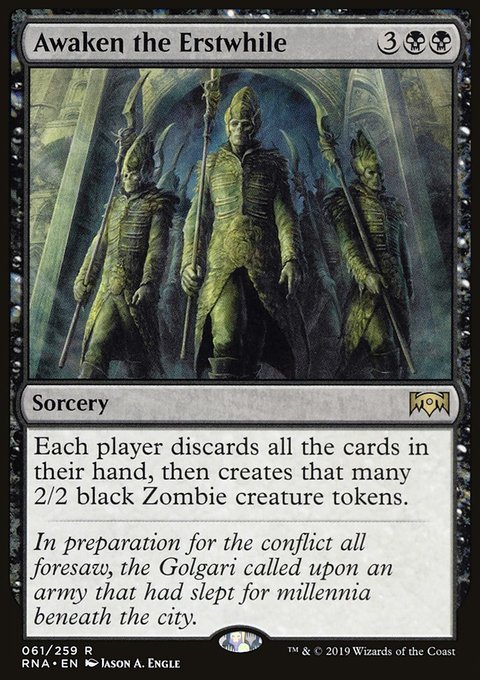 Awaken the Erstwhile 3
Sorcery
Each player discards all the cards in
their hand, then creates that many
2/2 black Zombie creature tokens.
In preparation for the conflict all
foresaw, the Golgari called upon an
army that had slept for millennia
beneath the city.
061/259 R
RNA • EN Jason A. Engle
™ & © 2019 Wizards of the Coast